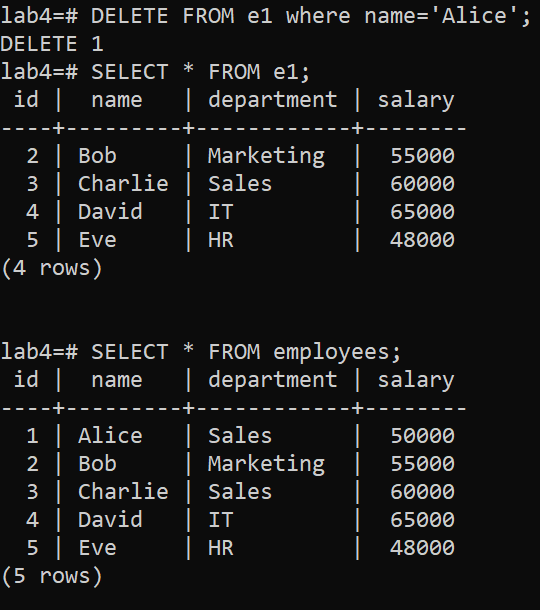 lab4=# DELETE FROM e1 where name='Alice';
DELETE 1
lab4=# SELECT * FROM e1;
 id |  name   | department | salary
----+---------+------------+--------
  2 | Bob     | Marketing  |  55000
  3 | Charlie | Sales      |  60000
  4 | David   | IT         |  65000
  5 | Eve     | HR         |  48000
(4 rows)

lab4=# SELECT * FROM employees;
 id |  name   | department | salary
----+---------+------------+--------
  1 | Alice   | Sales      |  50000
  2 | Bob     | Marketing  |  55000
  3 | Charlie | Sales      |  60000
  4 | David   | IT         |  65000
  5 | Eve     | HR         |  48000
(5 rows)